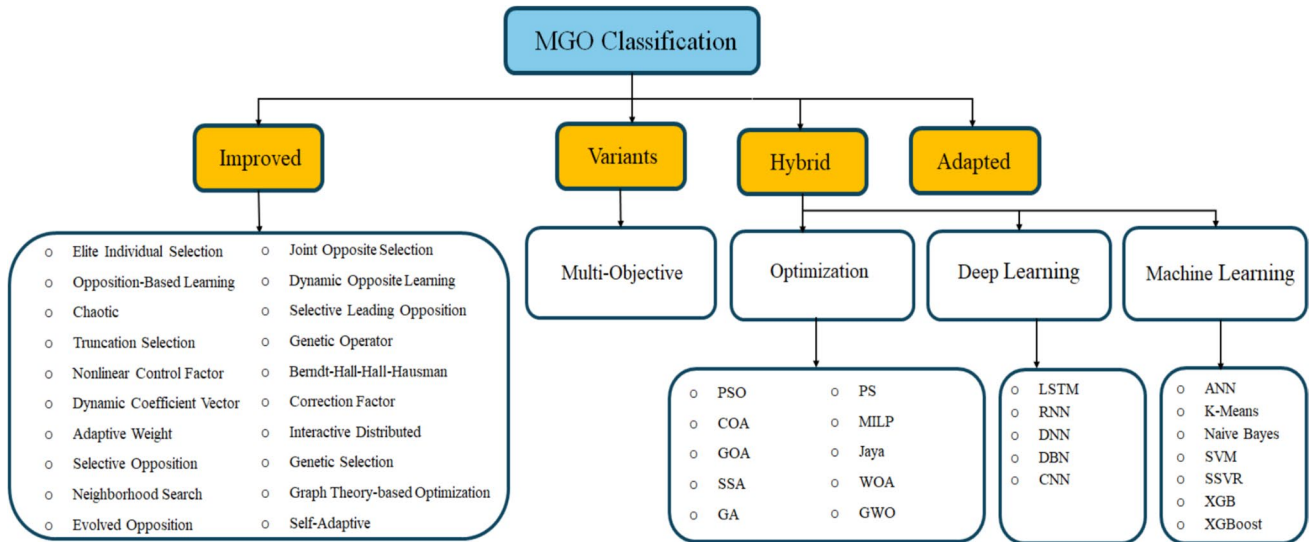 MGO Classification
Improved
Variants
Hybrid
Adapted
Elite Individual Selection
Opposition-Based Learning
Chaotic
Truncation Selection
Nonlinear Control Factor
Dynamic Coefficient Vector
Adaptive Weight
Selective Opposition
Neighborhood Search
Evolved Opposition
Joint Opposite Selection
Dynamic Opposite Learning
Selective Leading Opposition
Genetic Operator
Berndt-Hall-Hall-Hausman
Correction Factor
Interactive Distributed
Genetic Selection
Graph Theory-based Optimization
Self-Adaptive
Multi-Objective
Optimization
Deep Learning
Machine Learning
PSO
COA
GOA
SSA
GA
PS
MILP
Jaya
WOA
GWO
LSTM
RNN
DNN
DBN
CNN
ANN
K-Means
Naive Bayes
SVM
SSVR
XGB
XGBoost